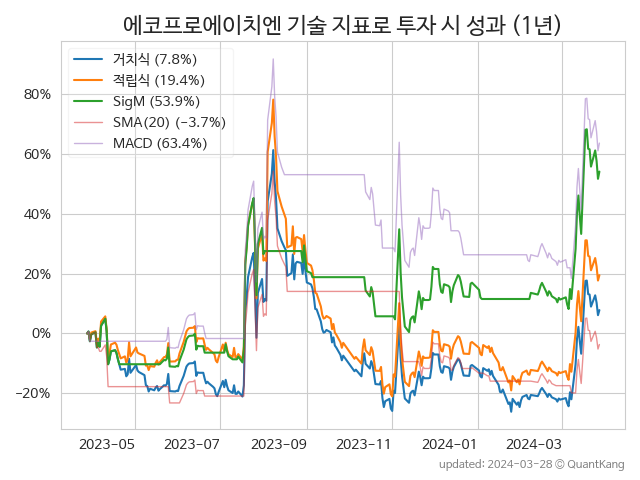 에코프로에이치엔 기술 지표로 투자 시 성과 (1년)
거치식 (7.8%)
적립식 (19.4%)
SigM (53.9%)
SMA(20) (−3.7%)
MACD (63.4%)
80%
60%
40%
20%
0%
−20%
2023-05 2023-07 2023-09 2023-11 2024-01 2024-03
updated: 2024-03-28 © QuantKang